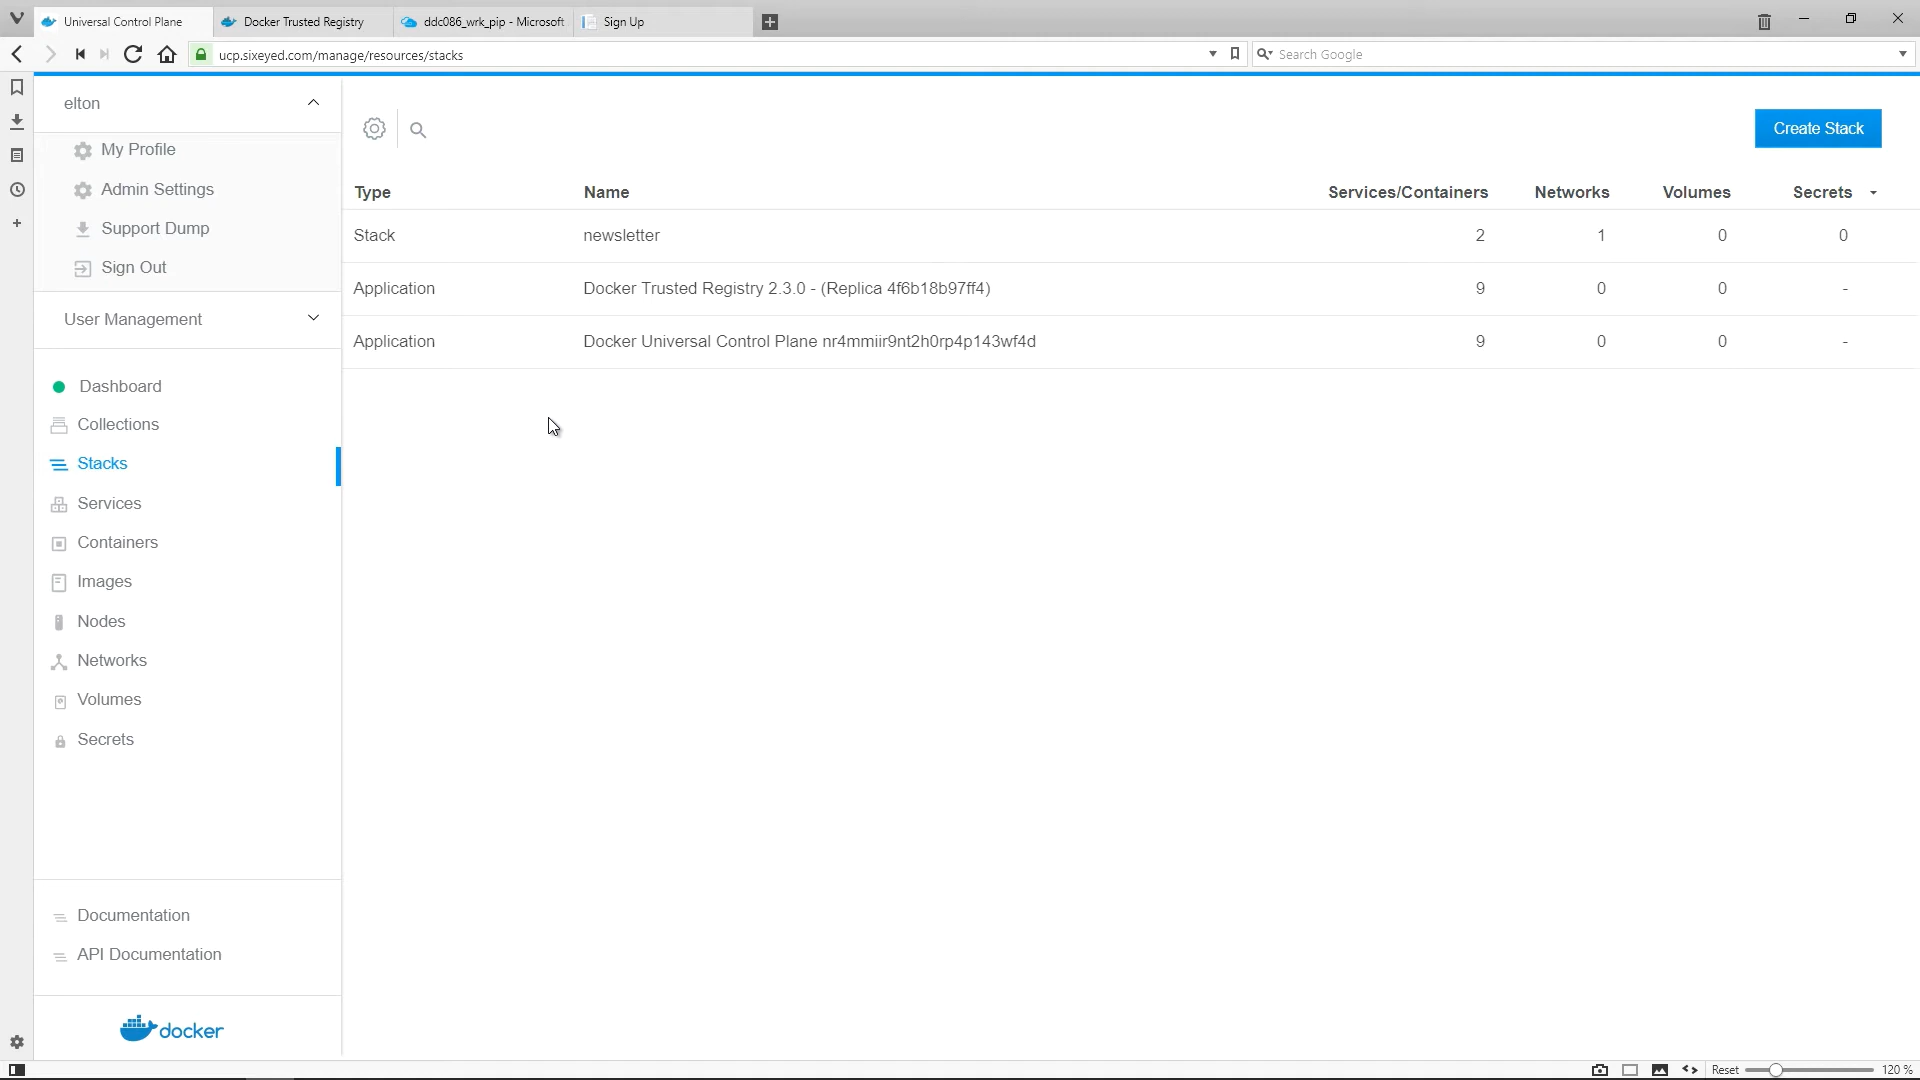 Universal Control Plane
Docker Trusted Registry
ddc086_wrk_pip - Microsoft
Sign Up
ucp.sixeyed.com/manage/resources/stacks
Search Google
elton
My Profile
Admin Settings
Support Dump
Sign Out
User Management
Dashboard
Collections
Stacks
Services
Containers
Images
Nodes
Networks
Volumes
Secrets
Documentation
API Documentation
docker
Create Stack
Type Name Services/Containers Networks Volumes Secrets
Stack newsletter 2 1 0 0
Application Docker Trusted Registry 2.3.0 - (Replica 4f6b18b97ff4) 9 0 0 -
Application Docker Universal Control Plane nr4mmiir9nt2h0rp4p143wf4d 9 0 0 -
Reset 120 %